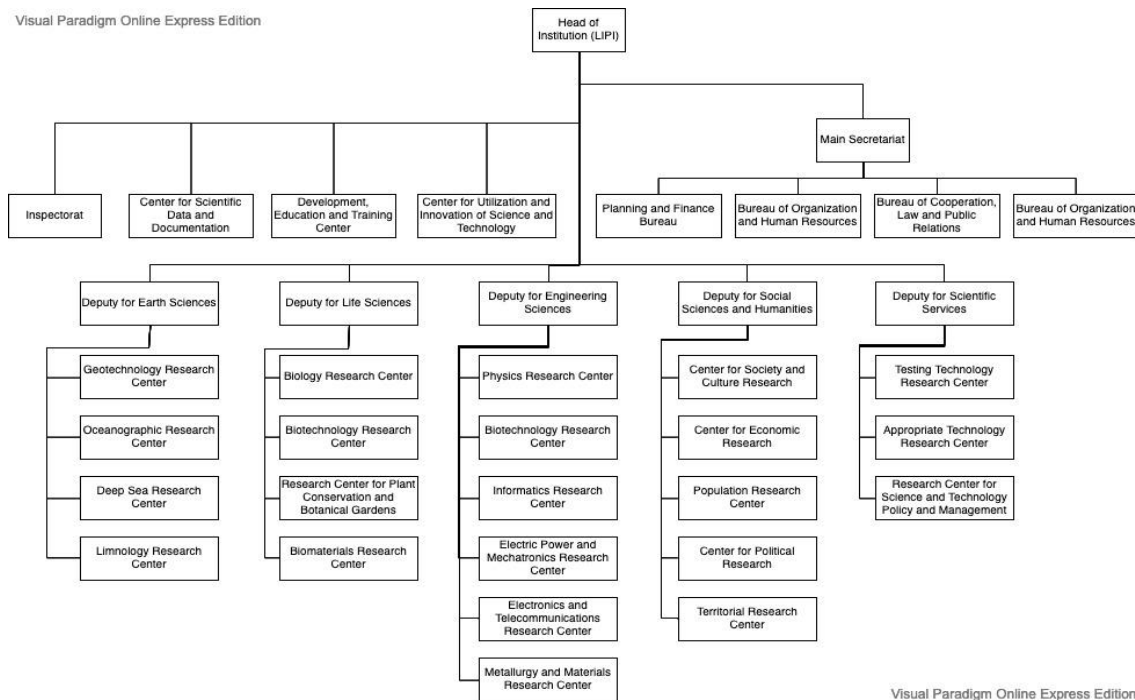 Visual Paradigm Online Express Edition
Head of
Institution (LIPI)
Main Secretariat
Inspectorat
Center for Scientific
Data and
Documentation
Development,
Education and Training
Center
Center for Utilization and
Innovation of Science and
Technology
Planning and Finance
Bureau
Bureau of Organization
and Human Resources
Bureau of Cooperation,
Law and Public
Relations
Bureau of Organization
and Human Resources
Deputy for Earth Sciences
Deputy for Life Sciences
Deputy for Engineering
Sciences
Deputy for Social
Sciences and Humanities
Deputy for Scientific
Services
Geotechnology Research
Center
Biology Research Center
Physics Research Center
Center for Society and
Culture Research
Testing Technology
Research Center
Oceanographic Research
Center
Biotechnology Research
Center
Biotechnology Research
Center
Center for Economic
Research
Appropriate Technology
Research Center
Deep Sea Research
Center
Research Center for Plant
Conservation and
Botanical Gardens
Informatics Research
Center
Population Research
Center
Research Center for
Science and Technology
Policy and Management
Limnology Research
Center
Biomaterials Research
Center
Electric Power and
Mechatronics Research
Center
Center for Political
Research
Electronics and
Telecommunications
Research Center
Territorial Research
Center
Metallurgy and Materials
Research Center
Visual Paradigm Online Express Edition